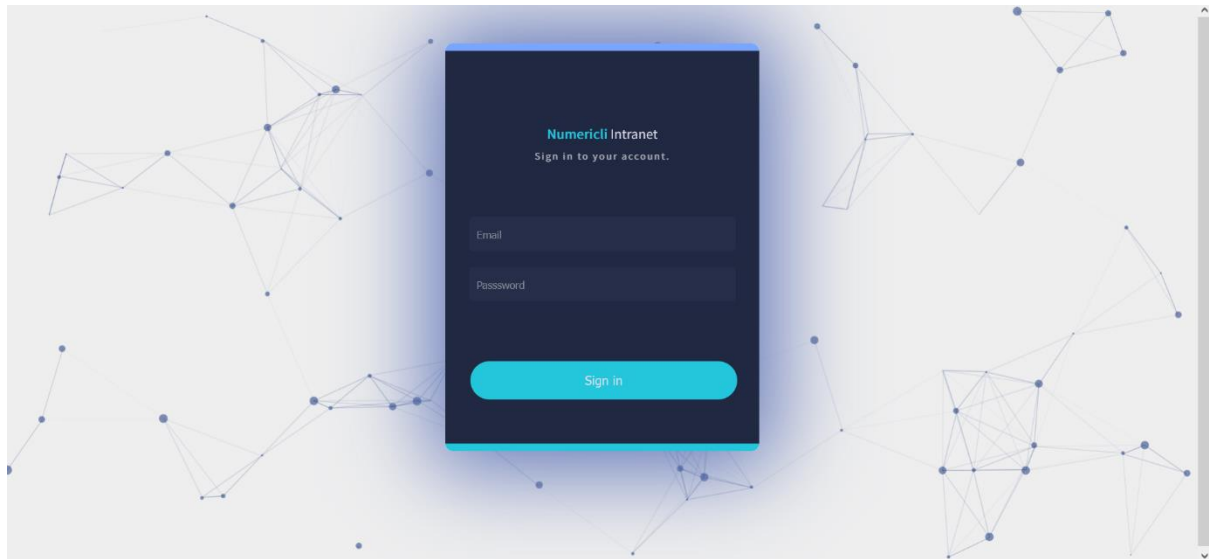 Numericli Intranet
Sign in to your account.
Email
Passsword
Sign in